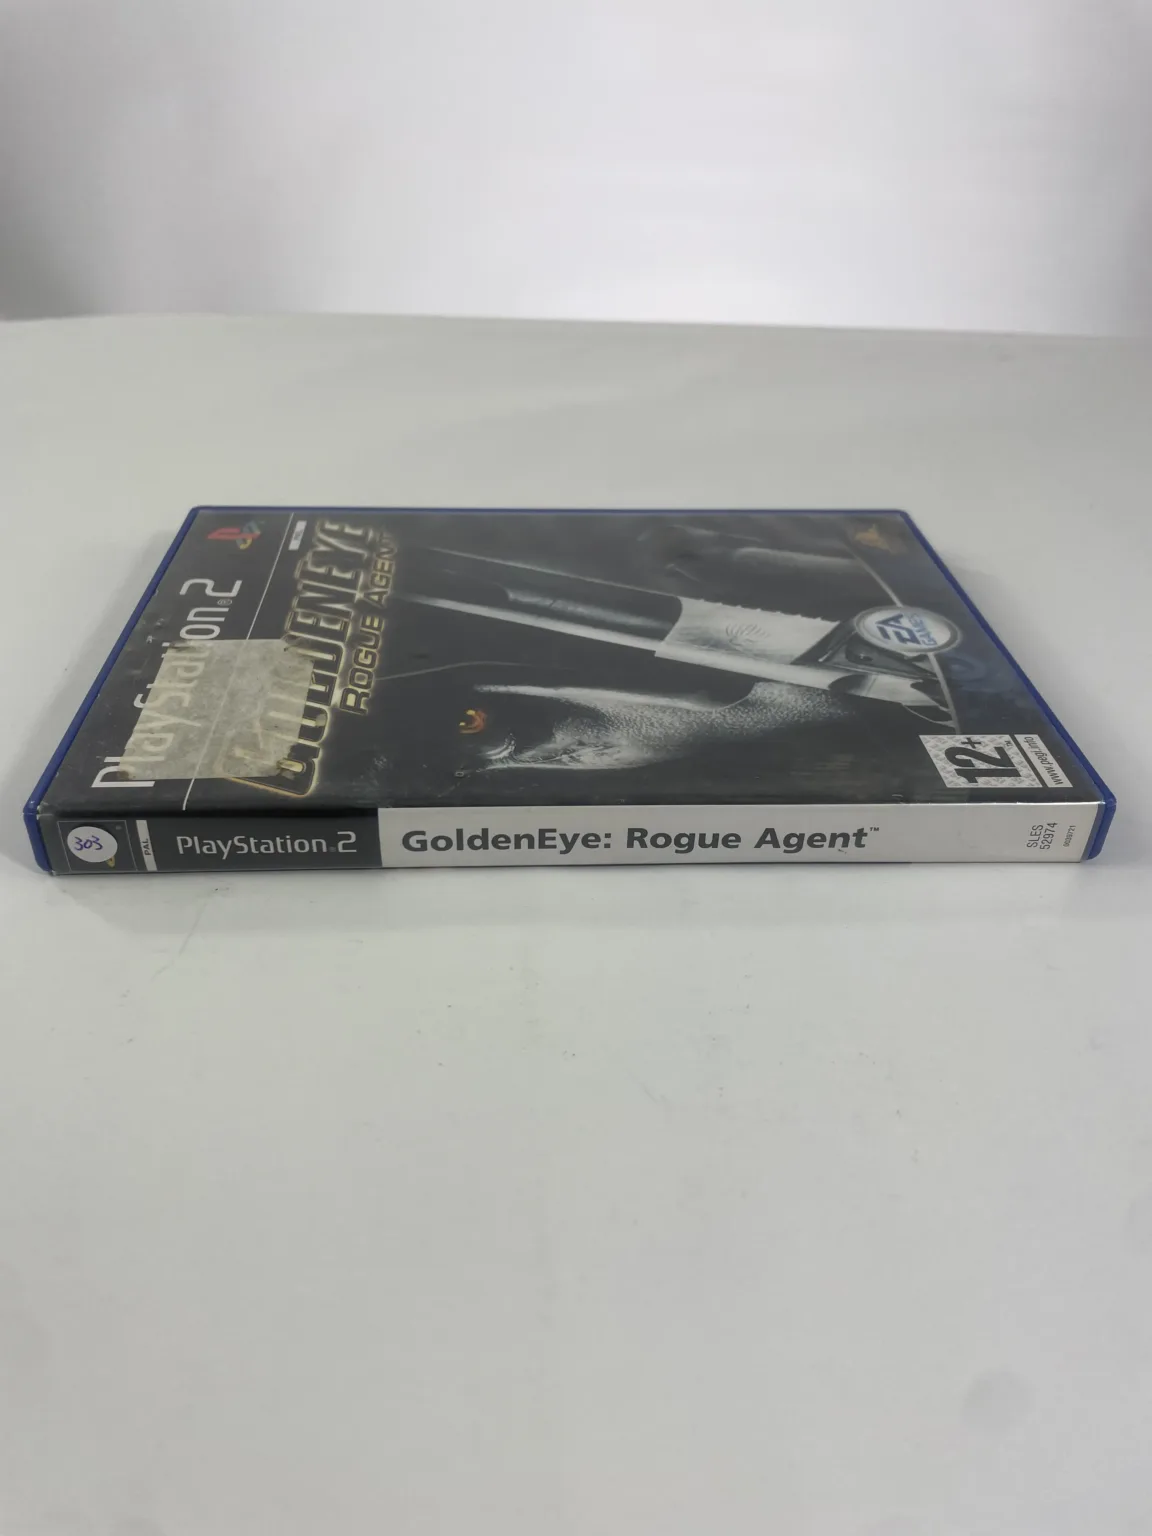 PlayStation®2
GOLDENEYE
ROGUE AGENT
EA
GAMES
12+
www.pegi.info
303
PAL
PlayStation®2
GoldenEye: Rogue Agent™
SLES
52974